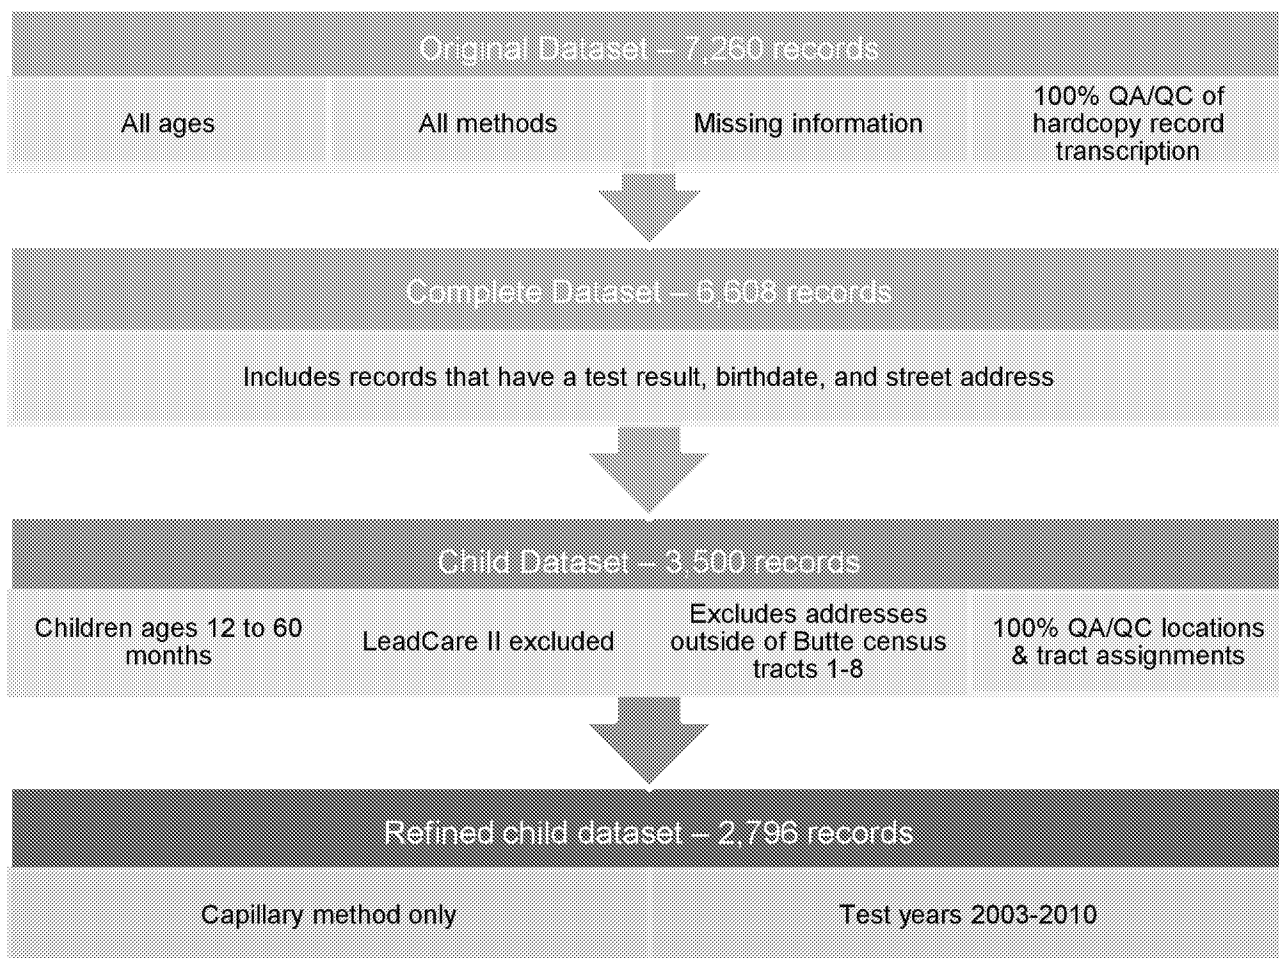 Original Dataset – 7,260 records
All ages
All methods
Missing information
100% QA/QC of
hardcopy record
transcription
Complete Dataset – 6,608 records
Includes records that have a test result, birthdate, and street address
Child Dataset – 3,500 records
Children ages 12 to 60
months
LeadCare II excluded
Excludes addresses
outside of Butte census
tracts 1-8
100% QA/QC locations
& tract assignments
Refined child dataset – 2,796 records
Capillary method only
Test years 2003-2010